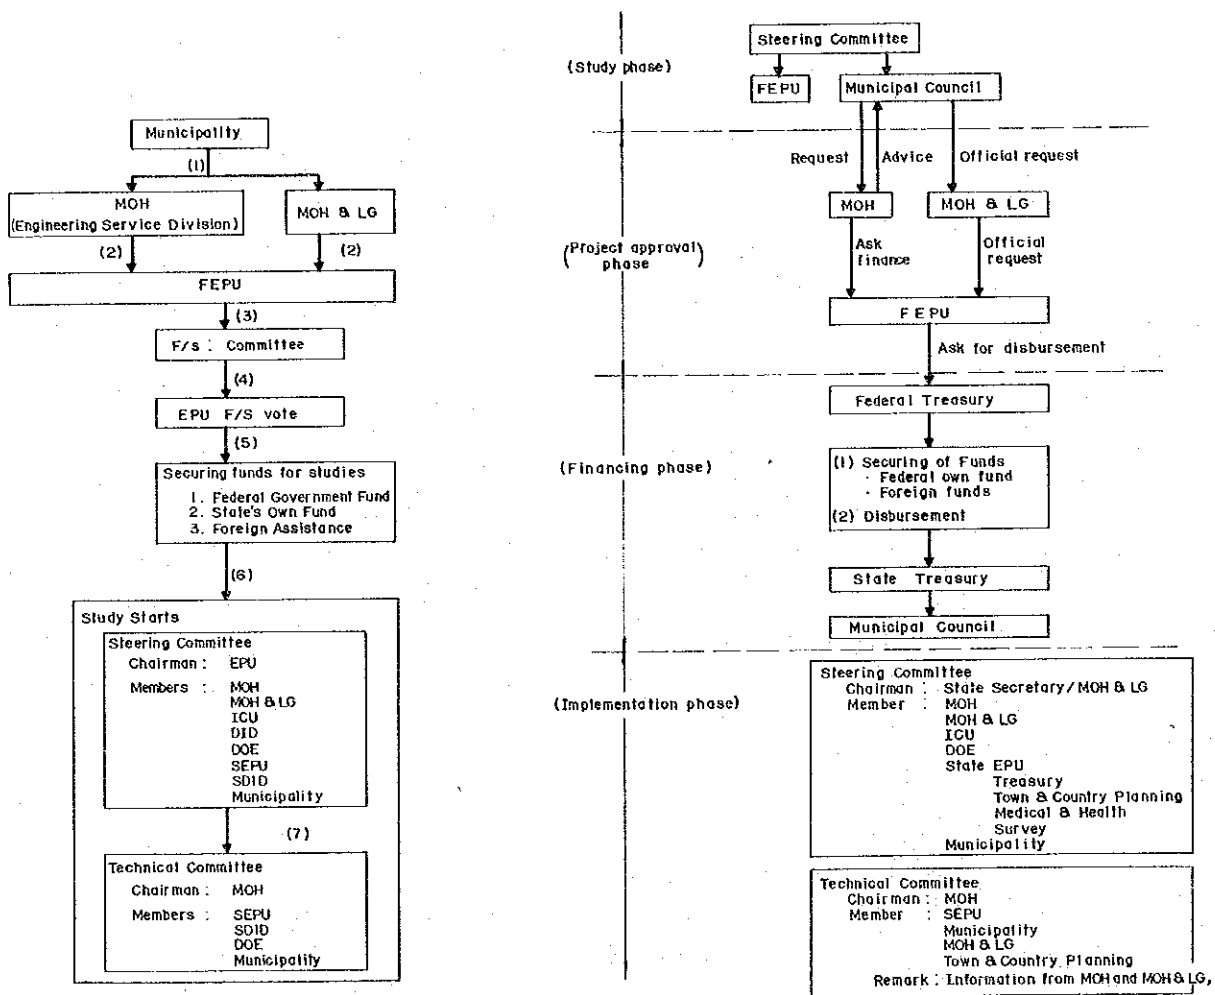 Municipality
(1)
MOH
(Engineering Service Division)
MOH & LG
(2)
(2)
FEPU
(3)
F/s : Committee
(4)
EPU F/S vote
(5)
Securing funds for studies
1. Federal Government Fund
2. State's Own Fund
3. Foreign Assistance
(6)
Study Starts
Steering Committee
Chairman : EPU
Members : MOH
MOH & LG
ICU
DID
DOE
SEPU
SDID
Municipality
(7)
Technical Committee
Chairman : MOH
Members : SEPU
SDID
DOE
Municipality
(Study phase)
Steering Committee
FEPU
Municipal Council
Request
Advice
Official request
MOH
MOH & LG
(Project approval
phase)
Ask
finance
Official
request
FEPU
Ask for disbursement
Federal Treasury
(Financing phase)
(1) Securing of Funds
· Federal own fund
· Foreign funds
(2) Disbursement
State Treasury
Municipal Council
(Implementation phase)
Steering Committee
Chairman : State Secretary/MOH & LG
Member : MOH
MOH & LG
ICU
DOE
State EPU
Treasury
Town & Country Planning
Medical & Health
Survey
Municipality
Technical Committee
Chairman : MOH
Member : SEPU
Municipality
MOH & LG
Town & Country Planning
Remark : Information from MOH and MOH & LG,